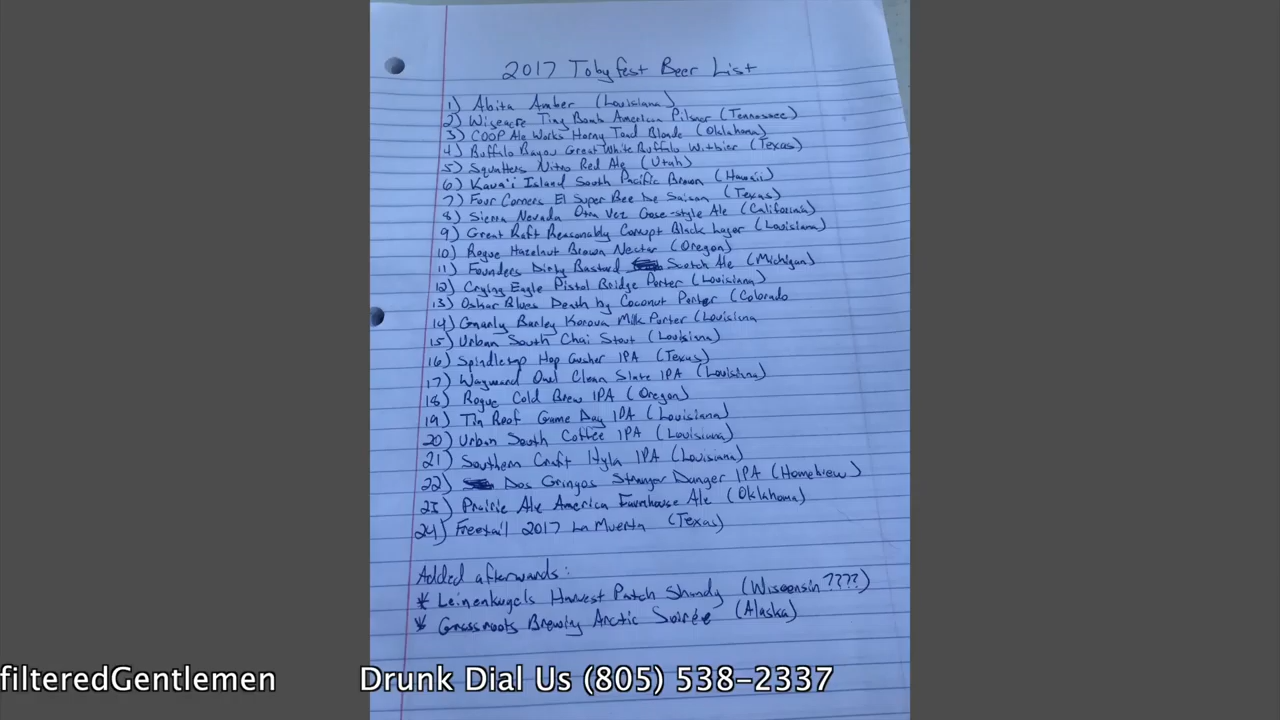 2017 Tobyfest Beer List
1) Abita Amber (Louisiana)
2) Wiseacre Tiny Bomb American Pilsner (Tennessee)
3) COOP Ale Works Horny Toad Blonde (Oklahoma)
4) Buffalo Bayou Great White Buffalo Witbier (Texas)
5) Squatters Nitro Red Ale (Utah)
6) Kaua'i Island South Pacific Brown (Hawaii)
7) Four Corners El Super Bee De Saison (Texas)
8) Sierra Nevada Otra Vez Gose-style Ale (California)
9) Great Raft Reasonably Corrupt Black Lager (Louisiana)
10) Rogue Hazelnut Brown Nectar (Oregon)
11) Founders Dirty Bastard Scotch Ale (Michigan)
12) Crying Eagle Pistol Bridge Porter (Louisiana)
13) Oskar Blues Death by Coconut Porter (Colorado
14) Gnarly Barley Korova Milk Porter (Louisiana
15) Urban South Chai Stout (Louisiana)
16) Spindletap Hop Gusher IPA (Texas)
17) Wayward Owl Clean Slate IPA (Louisiana)
18) Rogue Cold Brew IPA (Oregon)
19) Tin Roof Game Day IPA (Louisiana)
20) Urban South Coffee IPA (Louisiana)
21) Southern Craft Hyla IPA (Louisiana)
22) Dos Gringos Stranger Danger IPA (Homebrew)
23) Prairie Ale America Farmhouse Ale (Oklahoma)
24) Freetail 2017 La Muerta (Texas)
Added afterwards:
* Leinenkugels Harvest Patch Shandy (Wisconsin ????)
* Grassroots Brewing Arctic Soirée (Alaska)
filteredGentlemen Drunk Dial Us (805) 538-2337